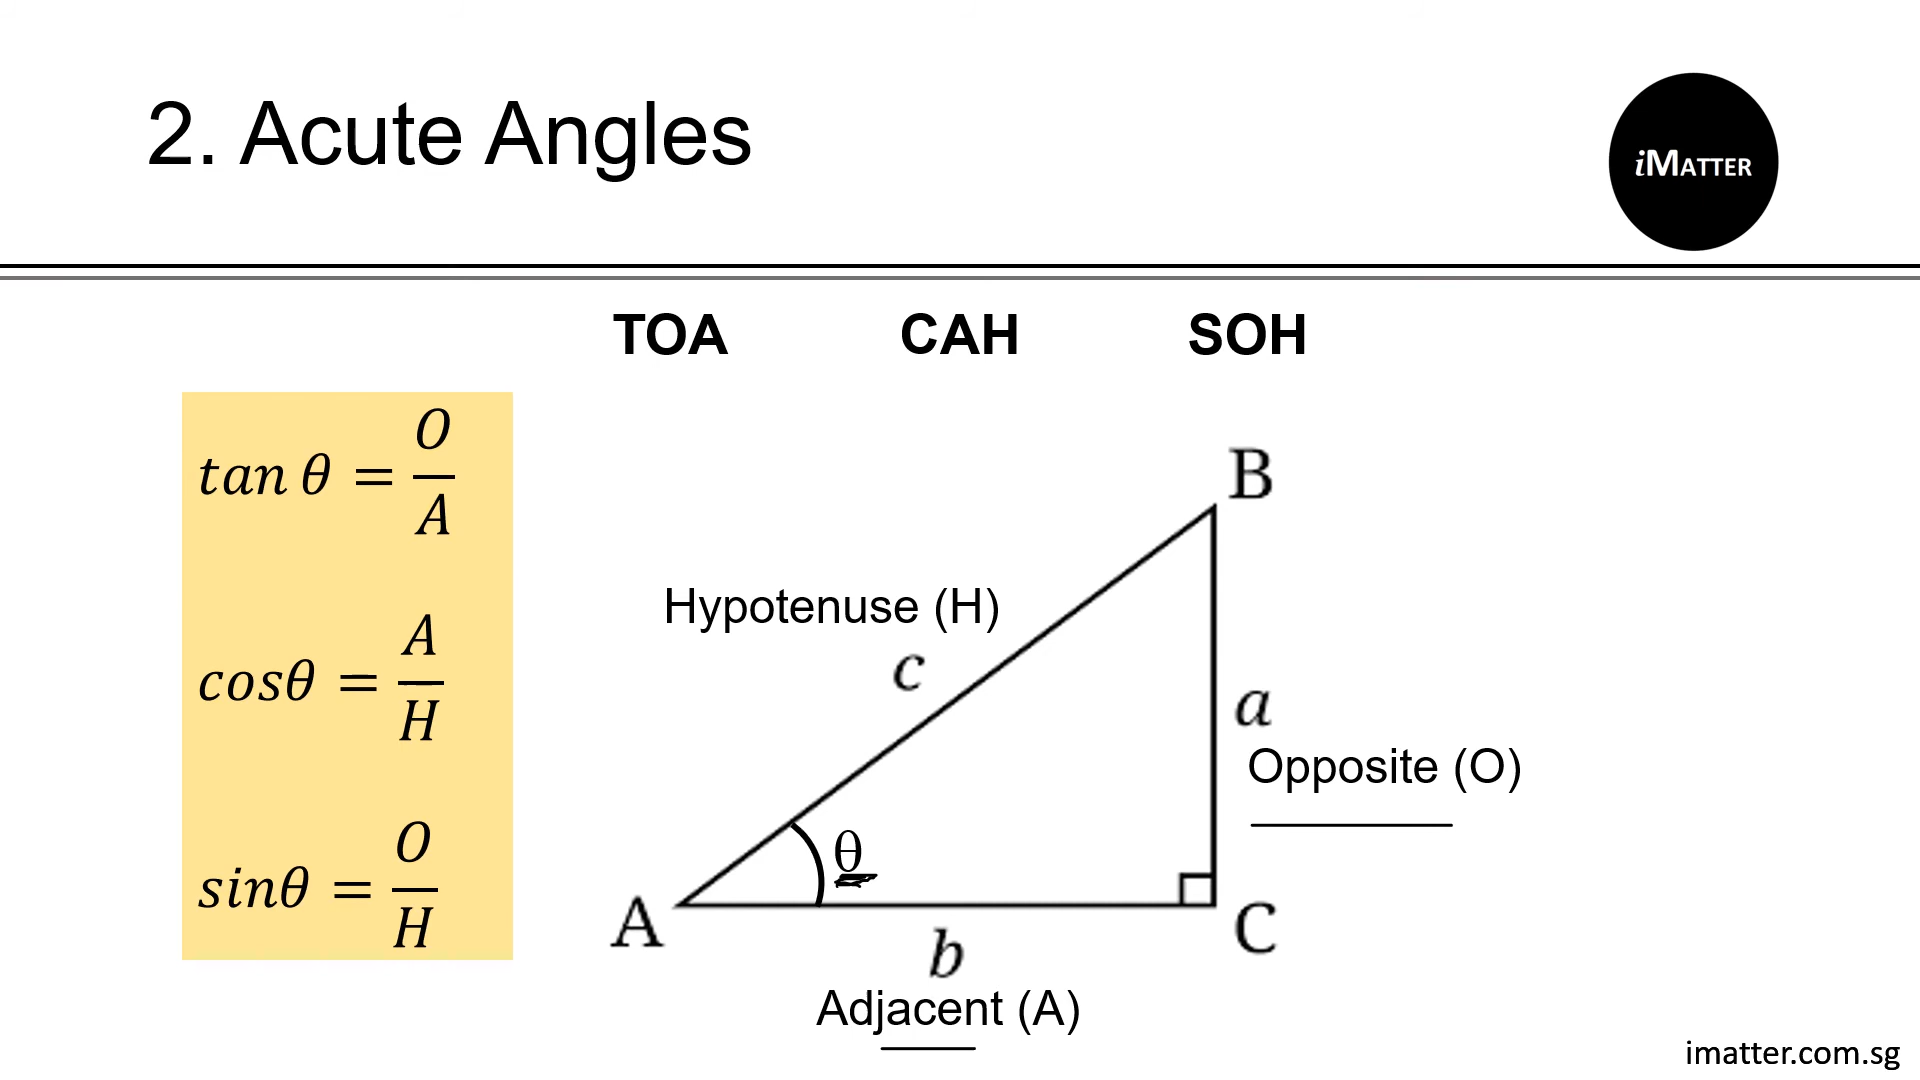 2. Acute Angles
iMATTER
TOA CAH SOH
tan θ = O/A
cosθ = A/H
sinθ = O/H
B
Hypotenuse (H)
c
a
Opposite (O)
θ
A
C
b
Adjacent (A)
imatter.com.sg